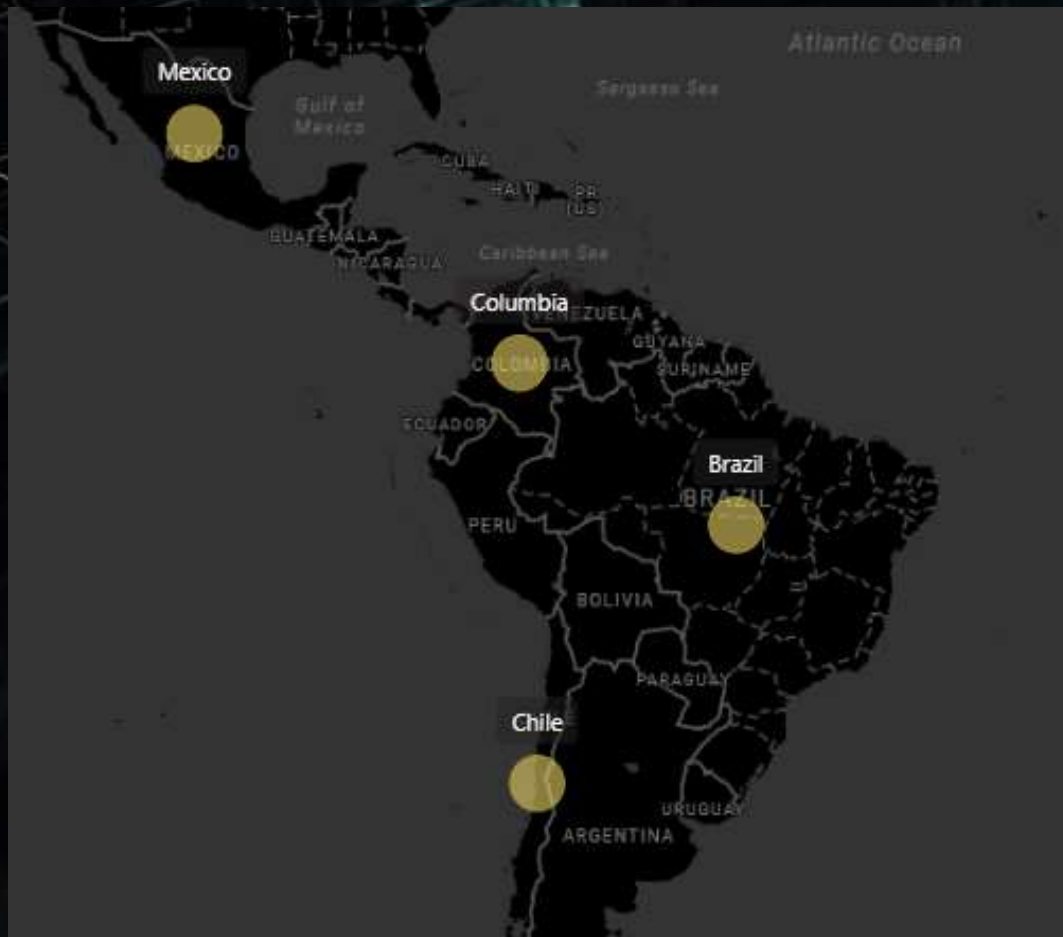 Atlantic Ocean
Mexico
Sargasso Sea
Gulf of
Mexico
MEXICO
CUBA
HAITI
PR
(US)
GUATEMALA
Caribbean Sea
NICARAGUA
Columbia
VENEZUELA
GUYANA
COLOMBIA
SURINAME
ECUADOR
Brazil
BRAZIL
PERU
BOLIVIA
PARAGUAY
Chile
URUGUAY
ARGENTINA